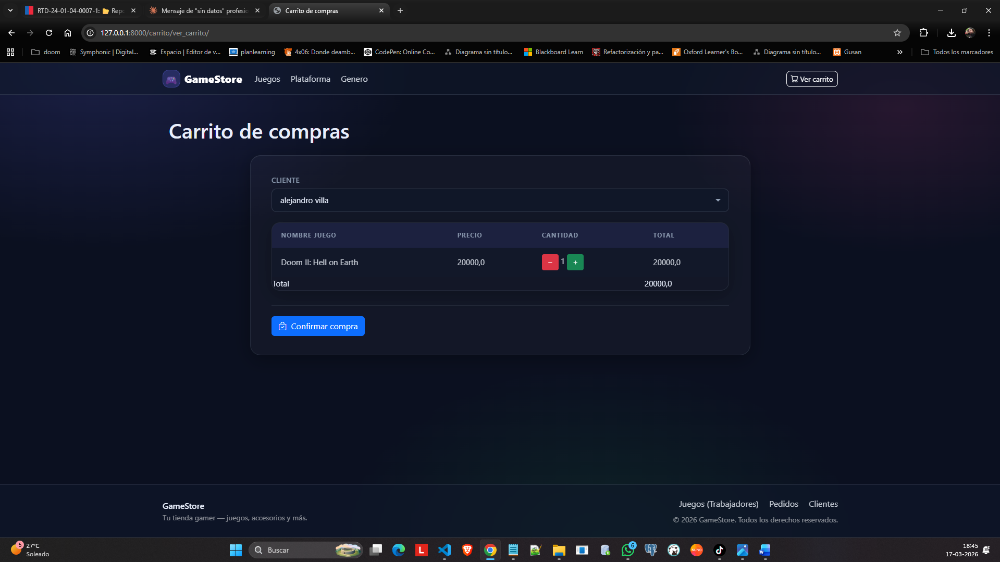 RTD-24-01-04-0007-1: 📂 Repo
Mensaje de "sin datos" profesio
Carrito de compras
127.0.0.1:8000/carrito/ver_carrito/
doom
Symphonic | Digital...
Espacio | Editor de v...
planlearning
4x06: Donde deamb...
CodePen: Online Co...
Diagrama sin título...
Blackboard Learn
Refactorización y pa...
Oxford Learner's Bo...
Diagrama sin título...
Gusan
Todos los marcadores
GameStore
Juegos
Plataforma
Genero
Ver carrito
Carrito de compras
CLIENTE
alejandro villa
NOMBRE JUEGO PRECIO CANTIDAD TOTAL
Doom II: Hell on Earth 20000,0 − 1 + 20000,0
Total 20000,0
Confirmar compra
GameStore
Tu tienda gamer — juegos, accesorios y más.
Juegos (Trabajadores) Pedidos Clientes
© 2026 GameStore. Todos los derechos reservados.
5
27°C
Soleado
Buscar
L
6
SUNO
18:45
17-03-2026